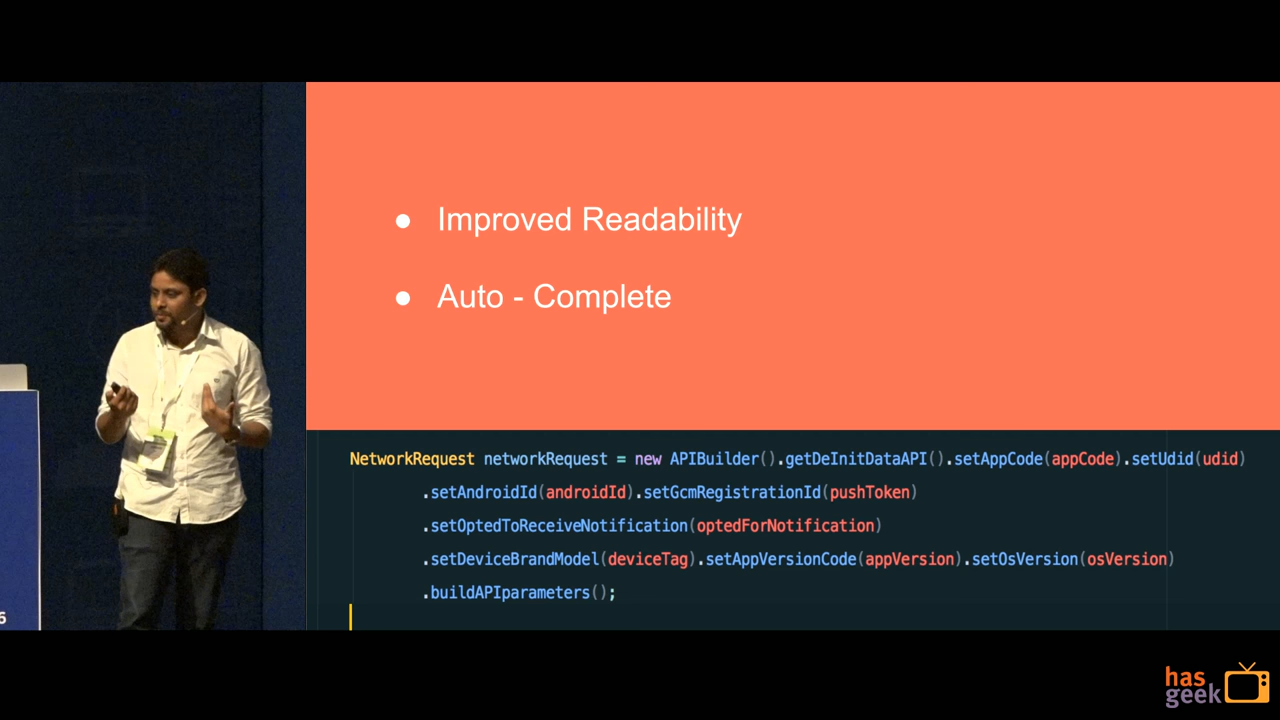 Improved Readability
Auto - Complete
NetworkRequest networkRequest = new APIBuilder().getDeInitDataAPI().setAppCode(appCode).setUdid(udid)
.setAndroidId(androidId).setGcmRegistrationId(pushToken)
.setOptedToReceiveNotification(optedForNotification)
.setDeviceBrandModel(deviceTag).setAppVersionCode(appVersion).setOsVersion(osVersion)
.buildAPIparameters();
6
has
geek